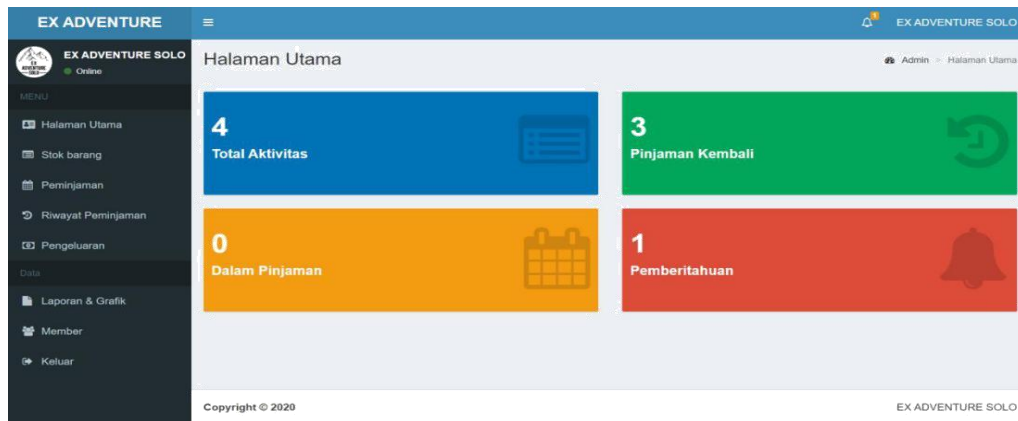 EX ADVENTURE
1
EX ADVENTURE SOLO
EX ADVENTURE SOLO
Online
Halaman Utama
Admin > Halaman Utama
MENU
Halaman Utama
Stok barang
Peminjaman
Riwayat Peminjaman
Pengeluaran
Data
Laporan & Grafik
Member
Keluar
4
Total Aktivitas
3
Pinjaman Kembali
0
Dalam Pinjaman
1
Pemberitahuan
Copyright © 2020
EX ADVENTURE SOLO